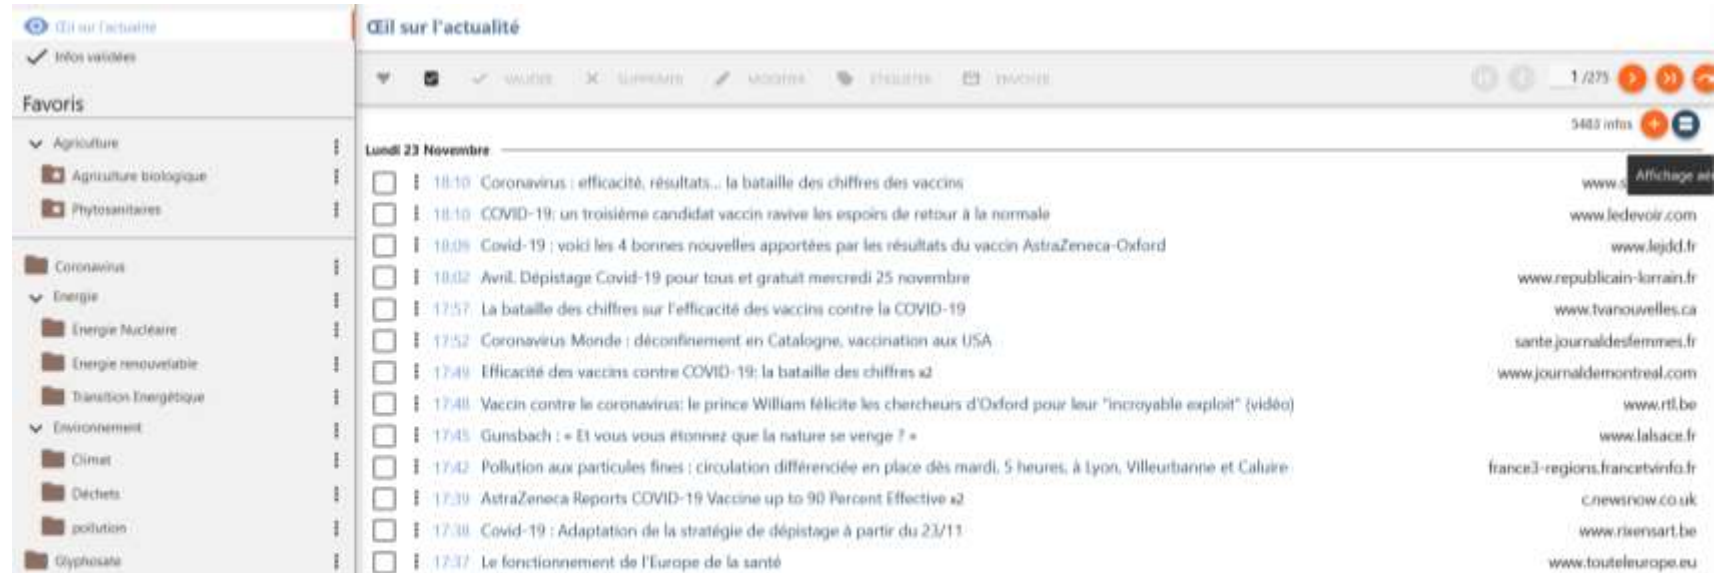 Œil sur l'actualité
Infos validées
Favoris
Agriculture
Agriculture biologique
Phytosanitaires
Coronavirus
Energie
Energie Nucléaire
Energie renouvelable
Transition Energétique
Environnement
Climat
Déchets
pollution
Glyphosate
Œil sur l'actualité
VALIDER SUPPRIMER MODIFIER ETIQUETER ENVOYER 1 /275
5483 infos
Affichage
Lundi 23 Novembre
18:10 Coronavirus : efficacité, résultats... la bataille des chiffres des vaccins
18:10 COVID-19: un troisième candidat vaccin ravive les espoirs de retour à la normale www.ledevoir.com
18:09 Covid-19 : voici les 4 bonnes nouvelles apportées par les résultats du vaccin AstraZeneca-Oxford www.lejdd.fr
18:02 Avril. Dépistage Covid-19 pour tous et gratuit mercredi 25 novembre www.republicain-lorrain.fr
17:57 La bataille des chiffres sur l'efficacité des vaccins contre la COVID-19 www.tvanouvelles.ca
17:52 Coronavirus Monde : déconfinement en Catalogne, vaccination aux USA sante.journaldesfemmes.fr
17:49 Efficacité des vaccins contre COVID-19: la bataille des chiffres x2 www.journaldemontreal.com
17:48 Vaccin contre le coronavirus: le prince William félicite les chercheurs d'Oxford pour leur "incroyable exploit" (vidéo) www.rtl.be
17:45 Gunsbach : « Et vous vous étonnez que la nature se venge ? » www.lalsace.fr
17:42 Pollution aux particules fines : circulation différenciée en place dès mardi, 5 heures, à Lyon, Villeurbanne et Caluire france3-regions.francetvinfo.fr
17:39 AstraZeneca Reports COVID-19 Vaccine up to 90 Percent Effective x2 c.newsnow.co.uk
17:38 Covid-19 : Adaptation de la stratégie de dépistage à partir du 23/11 www.rixensart.be
17:37 Le fonctionnement de l'Europe de la santé www.touteleurope.eu